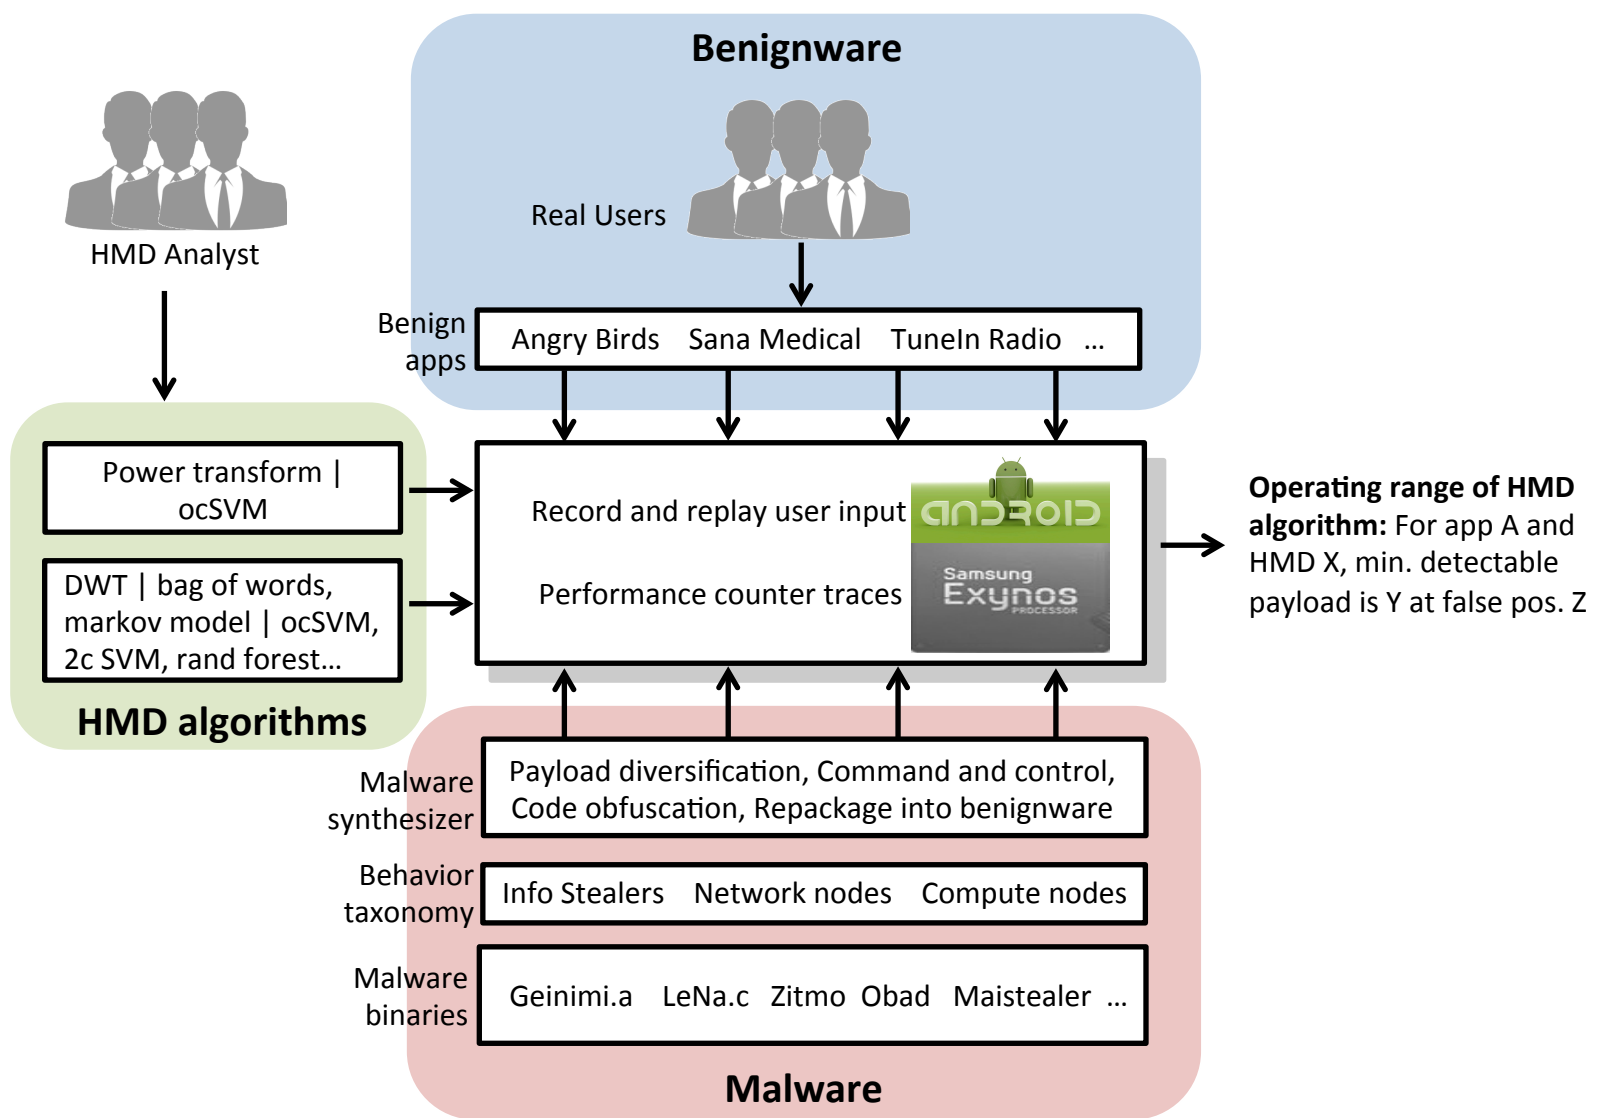 Benignware
Real Users
HMD Analyst
Benign
apps
Angry Birds Sana Medical TuneIn Radio ...
Power transform |
ocSVM
DWT | bag of words,
markov model | ocSVM,
2c SVM, rand forest...
HMD algorithms
Record and replay user input
Performance counter traces
ANDROID
Samsung
Exynos
PROCESSOR
Operating range of HMD
algorithm: For app A and
HMD X, min. detectable
payload is Y at false pos. Z
Malware
synthesizer
Payload diversification, Command and control,
Code obfuscation, Repackage into benignware
Behavior
taxonomy
Info Stealers Network nodes Compute nodes
Malware
binaries
Geinimi.a LeNa.c Zitmo Obad Maistealer ...
Malware